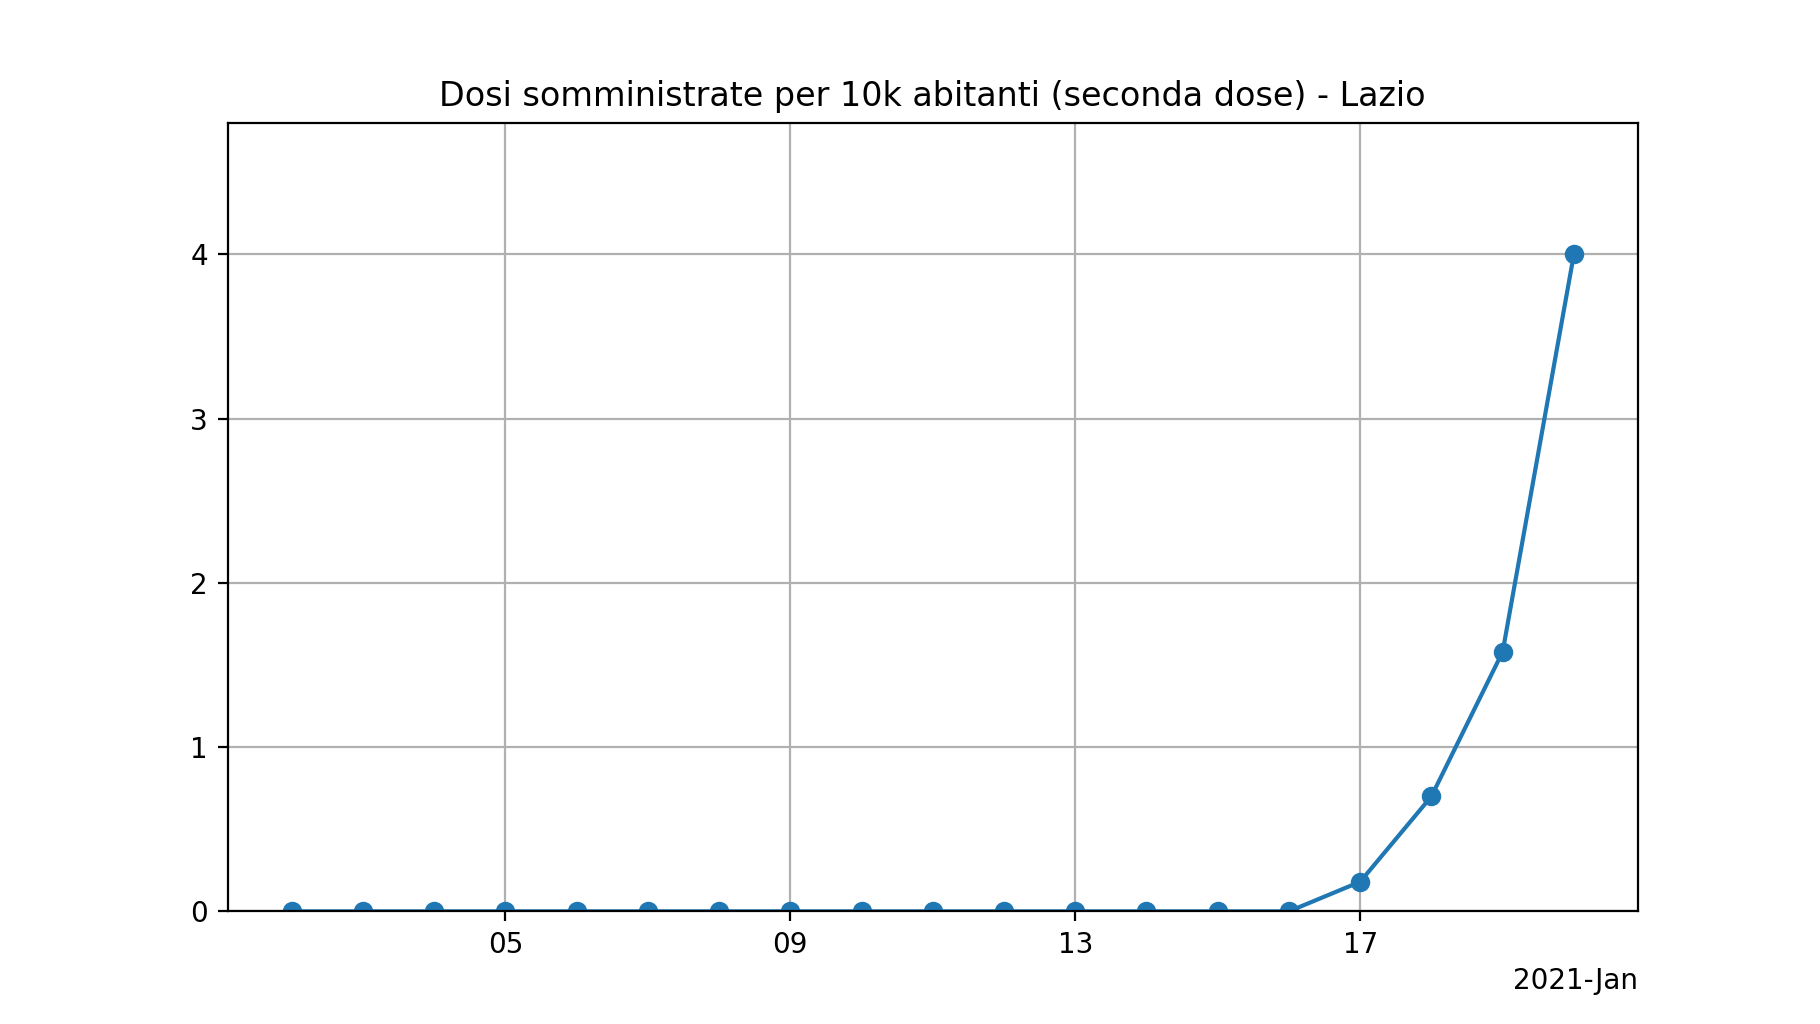 Dosi somministrate per 10k abitanti (seconda dose) - Lazio
4
3
2
1
0
05 09 13 17
2021-Jan